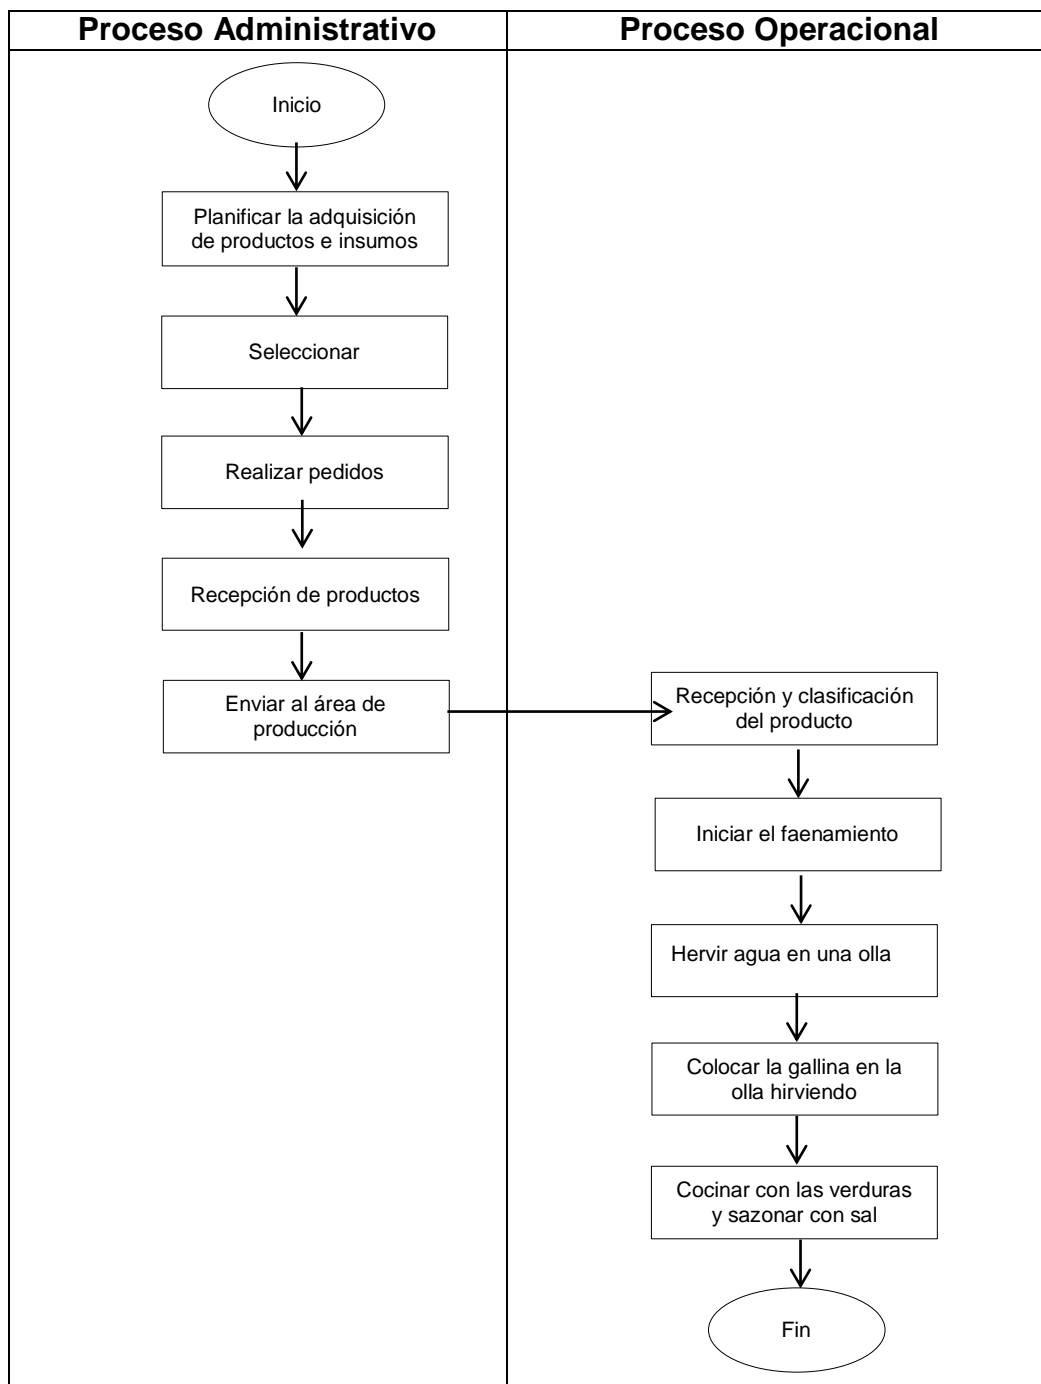 Proceso Administrativo
Proceso Operacional
Inicio
Planificar la adquisición
de productos e insumos
Seleccionar
Realizar pedidos
Recepción de productos
Enviar al área de
producción
Recepción y clasificación
del producto
Iniciar el faenamiento
Hervir agua en una olla
Colocar la gallina en la
olla hirviendo
Cocinar con las verduras
y sazonar con sal
Fin